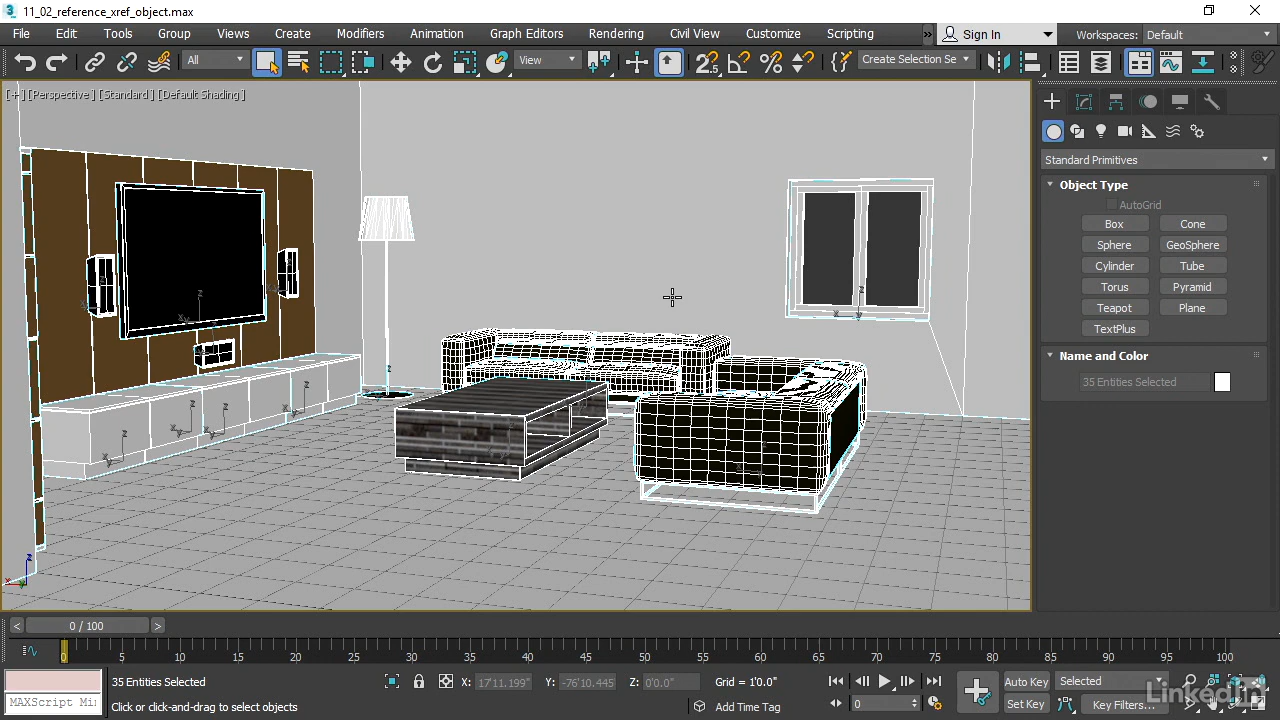 11_02_reference_xref_object.max
File Edit Tools Group Views Create Modifiers Animation Graph Editors Rendering Civil View Customize Scripting » Sign In Workspaces: Default
All View Create Selection Se
[+][Perspective][Standard][Default Shading]
Standard Primitives
Object Type
AutoGrid
Box Cone
Sphere GeoSphere
Cylinder Tube
Torus Pyramid
Teapot Plane
TextPlus
Name and Color
35 Entities Selected
< 0 / 100 >
0 5 10 15 20 25 30 35 40 45 50 55 60 65 70 75 80 85 90 95 100
35 Entities Selected X: 17'11.199" Y: -76'10.445 Z: 0'0.0" Grid = 1'0.0" Auto Key Selected
MAXScript Mi Click or click-and-drag to select objects Add Time Tag 0 Set Key Key Filters...
LinkedIn